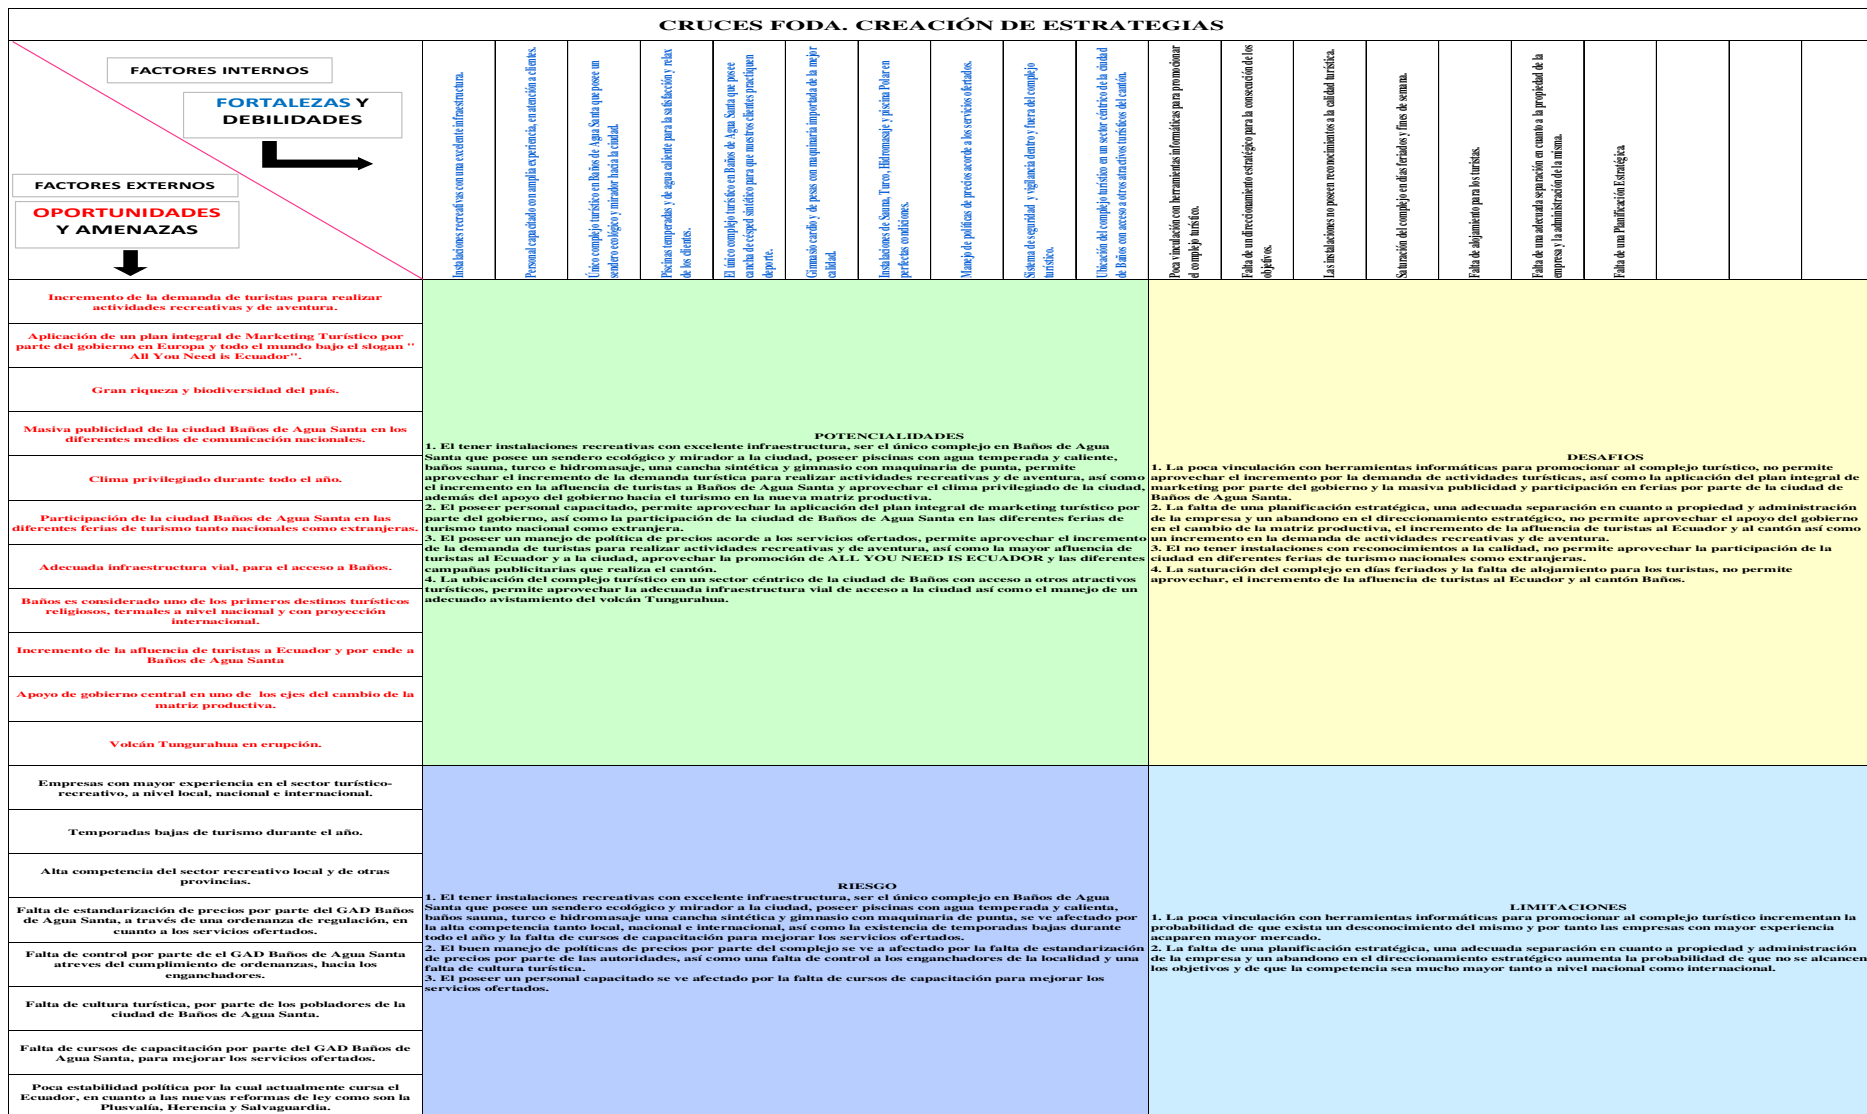 CRUCES FODA. CREACIÓN DE ESTRATEGIAS
FACTORES INTERNOS
FORTALEZAS Y
DEBILIDADES
FACTORES EXTERNOS
OPORTUNIDADES
Y AMENAZAS
Instalaciones recreativas con una excelente infraestructura.
Personal capacitado con amplia experiencia, en atención a clientes.
Único complejo turístico en Baños de Agua Santa que posee un
sendero ecológico y mirador hacia la ciudad.
Piscinas temperadas y de agua caliente para la satisfacción y relax
de los clientes.
El único complejo turístico en Baños de Agua Santa que posee
cancha de césped sintético para que nuestros clientes practiquen
deporte.
Gimnasio cardio y de pesas con maquinaria importada de la mejor
calidad.
Instalaciones de Sauna, Turco, Hidromasaje y piscina Polar en
perfectas condiciones.
Manejo de políticas de precios acorde a los servicios ofertados.
Sistema de seguridad y vigilancia dentro y fuera del complejo
turístico.
Ubicación del complejo turístico en un sector céntrico de la ciudad
de Baños con acceso a otros atractivos turísticos del cantón.
Poca vinculación con herramientas informáticas para promocionar
el complejo turístico.
Falta de un direccionamiento estratégico para la consecución de los
objetivos.
Las instalaciones no poseen reconocimientos a la calidad turística.
Saturación del complejo en días feriados y fines de semana.
Falta de alojamiento para los turistas.
Falta de una adecuada separación en cuanto a la propiedad de la
empresa y la administración de la misma.
Falta de una Planificación Estratégica.
Incremento de la demanda de turistas para realizar
actividades recreativas y de aventura.
Aplicación de un plan integral de Marketing Turístico por
parte del gobierno en Europa y todo el mundo bajo el slogan "
All You Need is Ecuador".
Gran riqueza y biodiversidad del país.
Masiva publicidad de la ciudad Baños de Agua Santa en los
diferentes medios de comunicación nacionales.
Clima privilegiado durante todo el año.
Participación de la ciudad Baños de Agua Santa en las
diferentes ferias de turismo tanto nacionales como extranjeras.
Adecuada infraestructura vial, para el acceso a Baños.
Baños es considerado uno de los primeros destinos turísticos
religiosos, termales a nivel nacional y con proyección
internacional.
Incremento de la afluencia de turistas a Ecuador y por ende a
Baños de Agua Santa
Apoyo de gobierno central en uno de los ejes del cambio de la
matriz productiva.
Volcán Tungurahua en erupción.
POTENCIALIDADES
1. El tener instalaciones recreativas con excelente infraestructura, ser el único complejo en Baños de Agua
Santa que posee un sendero ecológico y mirador a la ciudad, poseer piscinas con agua temperada y caliente,
baños sauna, turco e hidromasaje, una cancha sintética y gimnasio con maquinaria de punta, permite
aprovechar el incremento de la demanda turística para realizar actividades recreativas y de aventura, así como
el incremento en la afluencia de turistas a Baños de Agua Santa y aprovechar el clima privilegiado de la ciudad,
además del apoyo del gobierno hacia el turismo en la nueva matriz productiva.
2. El poseer personal capacitado, permite aprovechar la aplicación del plan integral de marketing turístico por
parte del gobierno, así como la participación de la ciudad de Baños de Agua Santa en las diferentes ferias de
turismo tanto nacional como extranjera.
3. El poseer un manejo de política de precios acorde a los servicios ofertados, permite aprovechar el incremento
de la demanda de turistas para realizar actividades recreativas y de aventura, así como la mayor afluencia de
turistas al Ecuador y a la ciudad, aprovechar la promoción de ALL YOU NEED IS ECUADOR y las diferentes
campañas publicitarias que realiza el cantón.
4. La ubicación del complejo turístico en un sector céntrico de la ciudad de Baños con acceso a otros atractivos
turísticos, permite aprovechar la adecuada infraestructura vial de acceso a la ciudad así como el manejo de un
adecuado avistamiento del volcán Tungurahua.
DESAFIOS
1. La poca vinculación con herramientas informáticas para promocionar al complejo turístico, no permite
aprovechar el incremento por la demanda de actividades turísticas, así como la aplicación del plan integral de
marketing por parte del gobierno y la masiva publicidad y participación en ferias por parte de la ciudad de
Baños de Agua Santa.
2. La falta de una planificación estratégica, una adecuada separación en cuanto a propiedad y administración
de la empresa y un abandono en el direccionamiento estratégico, no permite aprovechar el apoyo del gobierno
en el cambio de la matriz productiva, el incremento de la afluencia de turistas al Ecuador y al cantón así como
un incremento en la demanda de actividades recreativas y de aventura.
3. El no tener instalaciones con reconocimientos a la calidad, no permite aprovechar la participación de la
ciudad en diferentes ferias de turismo nacionales como extranjeras.
4. La saturación del complejo en días feriados y la falta de alojamiento para los turistas, no permite
aprovechar, el incremento de la afluencia de turistas al Ecuador y al cantón Baños.
Empresas con mayor experiencia en el sector turístico-
recreativo, a nivel local, nacional e internacional.
Temporadas bajas de turismo durante el año.
Alta competencia del sector recreativo local y de otras
provincias.
Falta de estandarización de precios por parte del GAD Baños
de Agua Santa, a través de una ordenanza de regulación, en
cuanto a los servicios ofertados.
Falta de control por parte de el GAD Baños de Agua Santa
atreves del cumplimiento de ordenanzas, hacia los
enganchadores.
Falta de cultura turística, por parte de los pobladores de la
ciudad de Baños de Agua Santa.
Falta de cursos de capacitación por parte del GAD Baños de
Agua Santa, para mejorar los servicios ofertados.
Poca estabilidad política por la cual actualmente cursa el
Ecuador, en cuanto a las nuevas reformas de ley como son la
Plusvalía, Herencia y Salvaguardia.
RIESGO
1. El tener instalaciones recreativas con excelente infraestructura, ser el único complejo en Baños de Agua
Santa que posee un sendero ecológico y mirador a la ciudad, poseer piscinas con agua temperada y caliente,
baños sauna, turco e hidromasaje una cancha sintética y gimnasio con maquinaria de punta, se ve afectado por
la alta competencia tanto local, nacional e internacional, así como la existencia de temporadas bajas durante
todo el año y la falta de cursos de capacitación para mejorar los servicios ofertados.
2. El buen manejo de políticas de precios por parte del complejo se ve a afectado por la falta de estandarización
de precios por parte de las autoridades, así como una falta de control a los enganchadores de la localidad y una
falta de cultura turística.
3. El poseer un personal capacitado se ve afectado por la falta de cursos de capacitación para mejorar los
servicios ofertados.
LIMITACIONES
1. La poca vinculación con herramientas informáticas para promocionar al complejo turístico incrementan la
probabilidad de que exista un desconocimiento del mismo y por tanto las empresas con mayor experiencia
acaparen mayor mercado.
2. La falta de una planificación estratégica, una adecuada separación en cuanto a propiedad y administración
de la empresa y un abandono en el direccionamiento estratégico aumenta la probabilidad de que no se alcancen
los objetivos y de que la competencia sea mucho mayor tanto a nivel nacional como internacional.